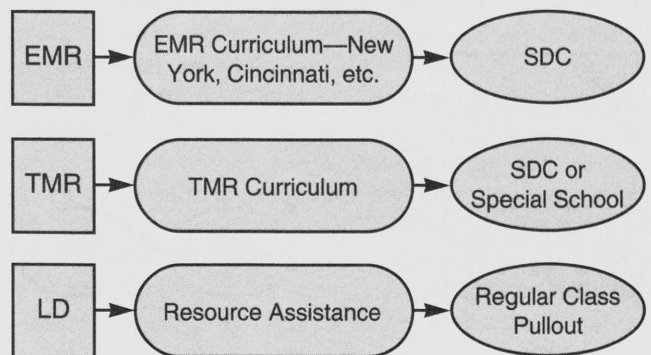 EMR
EMR Curriculum—New
York, Cincinnati, etc.
SDC
TMR
TMR Curriculum
SDC or
Special School
LD
Resource Assistance
Regular Class
Pullout